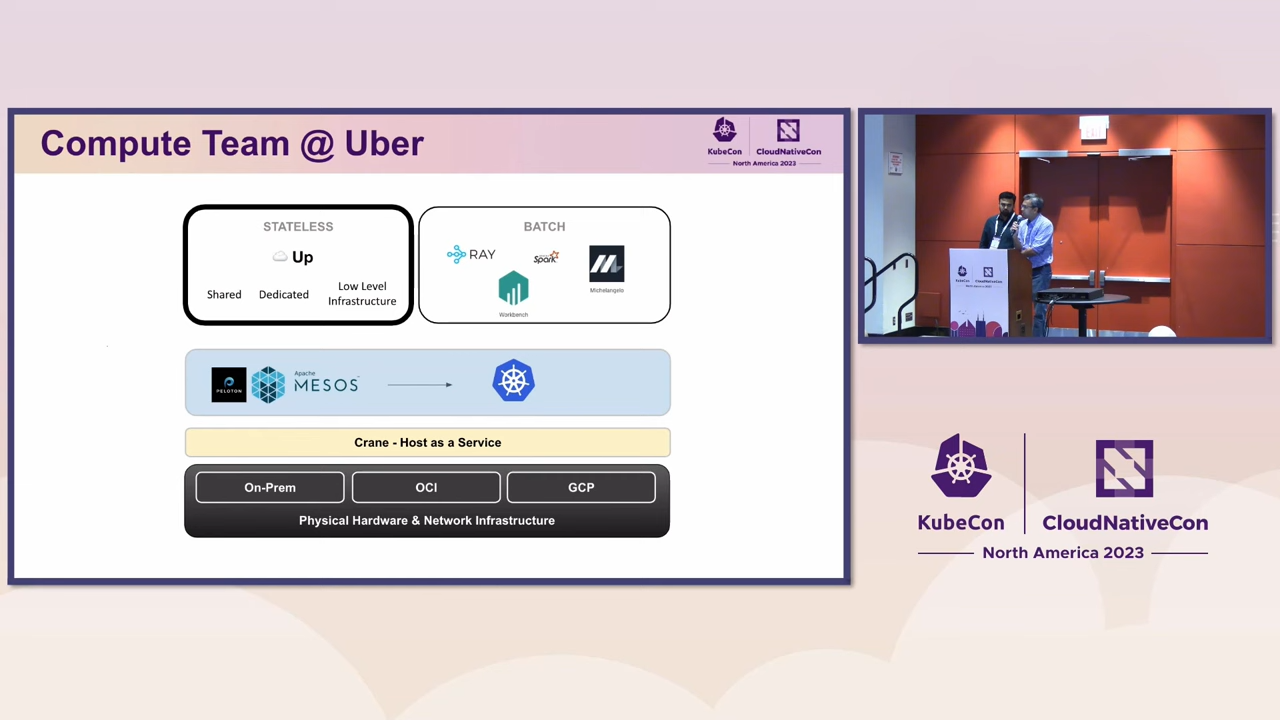 Compute Team @ Uber
KubeCon
CloudNativeCon
North America 2023
STATELESS
Up
Shared
Dedicated
Low Level
Infrastructure
BATCH
RAY
Spark
Michelangelo
Workbench
PELOTON
Apache
MESOS
Crane - Host as a Service
On-Prem
OCI
GCP
Physical Hardware & Network Infrastructure
KubeCon
CloudNativeCon
North America 2023